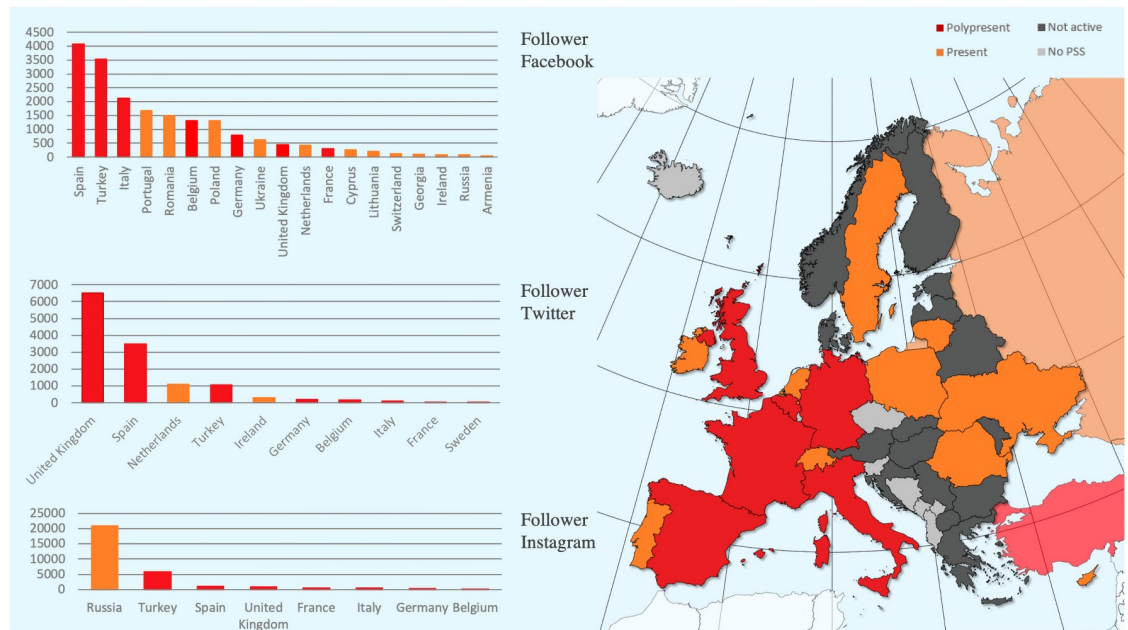 4500
4000
3500
3000
2500
2000
1500
1000
500
0
Spain
Turkey
Italy
Portugal
Romania
Belgium
Poland
Germany
Ukraine
United Kingdom
Netherlands
France
Cyprus
Lithuania
Switzerland
Georgia
Ireland
Russia
Armenia
Follower
Facebook
7000
6000
5000
4000
3000
2000
1000
0
United Kingdom
Spain
Netherlands
Turkey
Ireland
Germany
Belgium
Italy
France
Sweden
Follower
Twitter
25000
20000
15000
10000
5000
0
Russia
Turkey
Spain
United
Kingdom
France
Italy
Germany
Belgium
Follower
Instagram
Polypresent
Not active
Present
No PSS